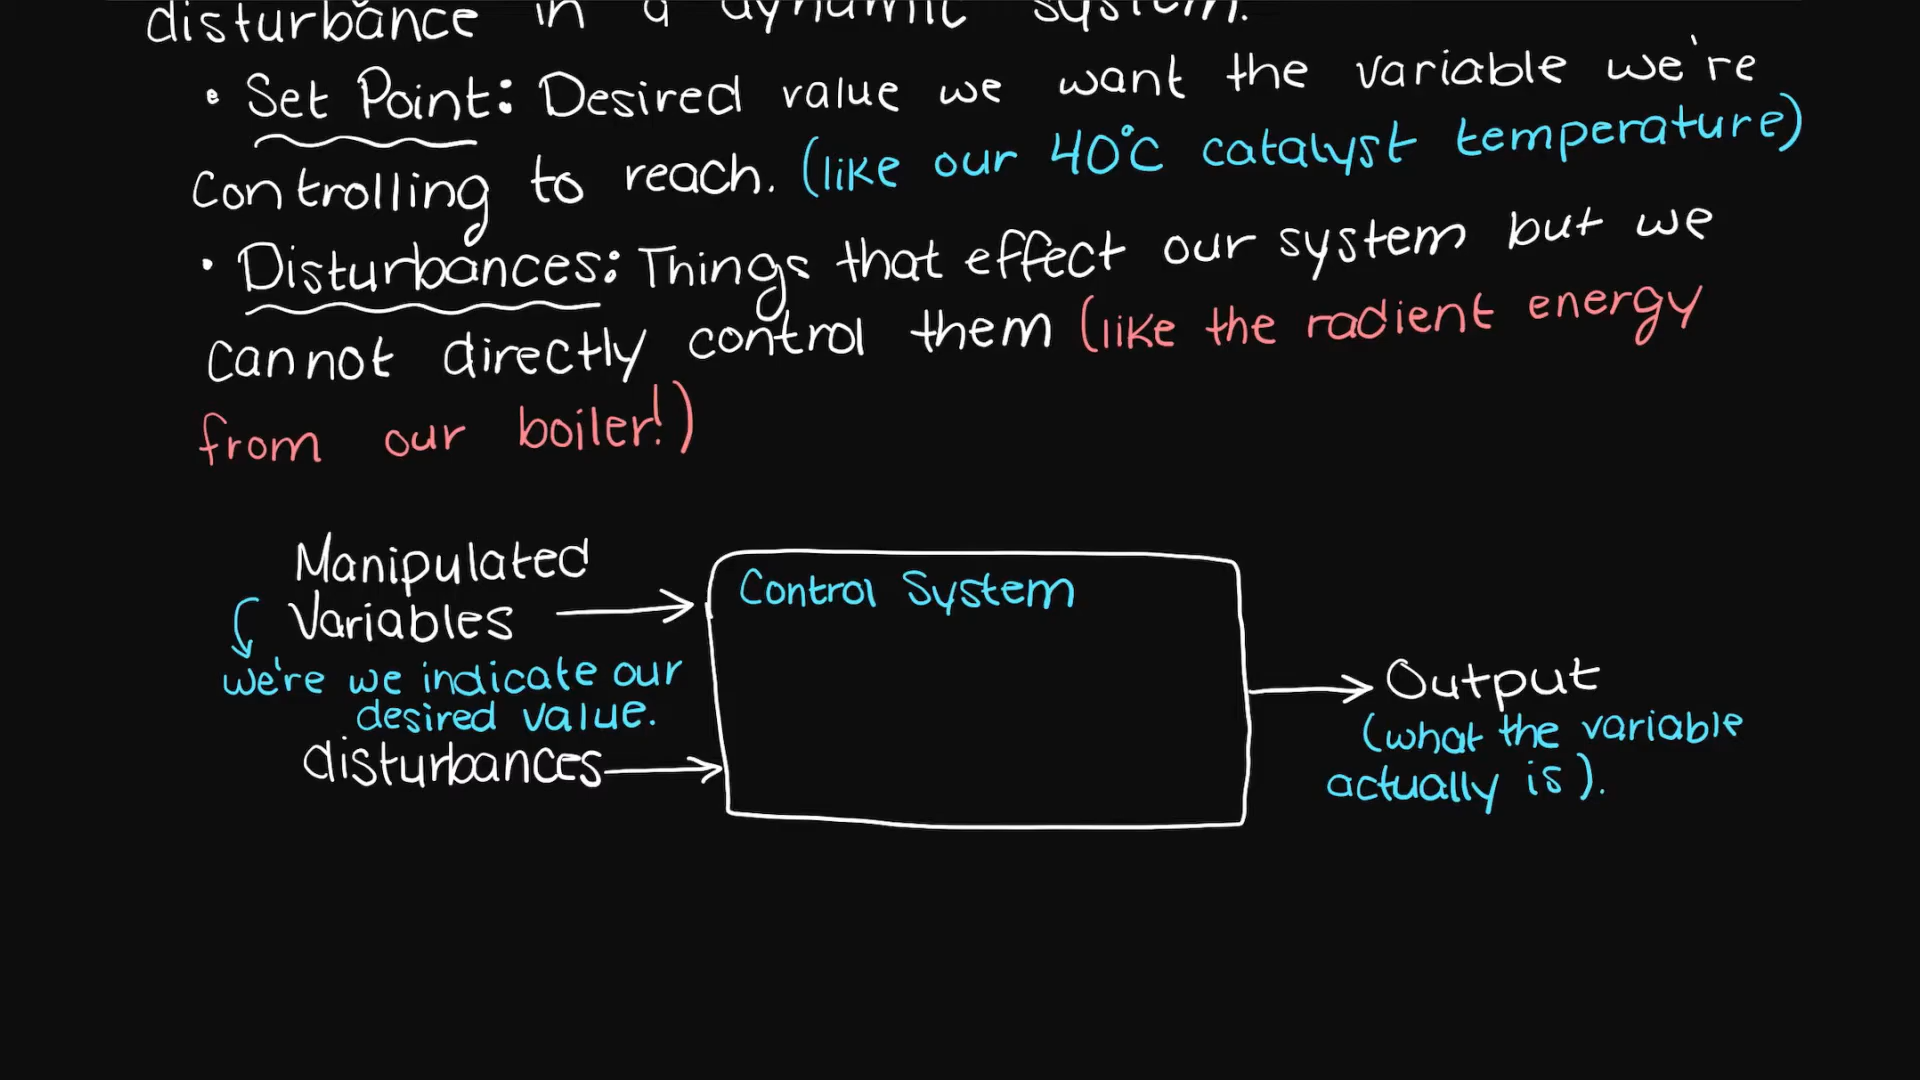 disturbance in a dynamic system.
• Set Point: Desired value we want the variable we're
controlling to reach. (like our 40°C catalyst temperature)
• Disturbances: Things that effect our system but we
cannot directly control them (like the radient energy
from our boiler!)
Manipulated
Variables
we're we indicate our
desired value.
disturbances
Control System
Output
(what the variable
actually is).